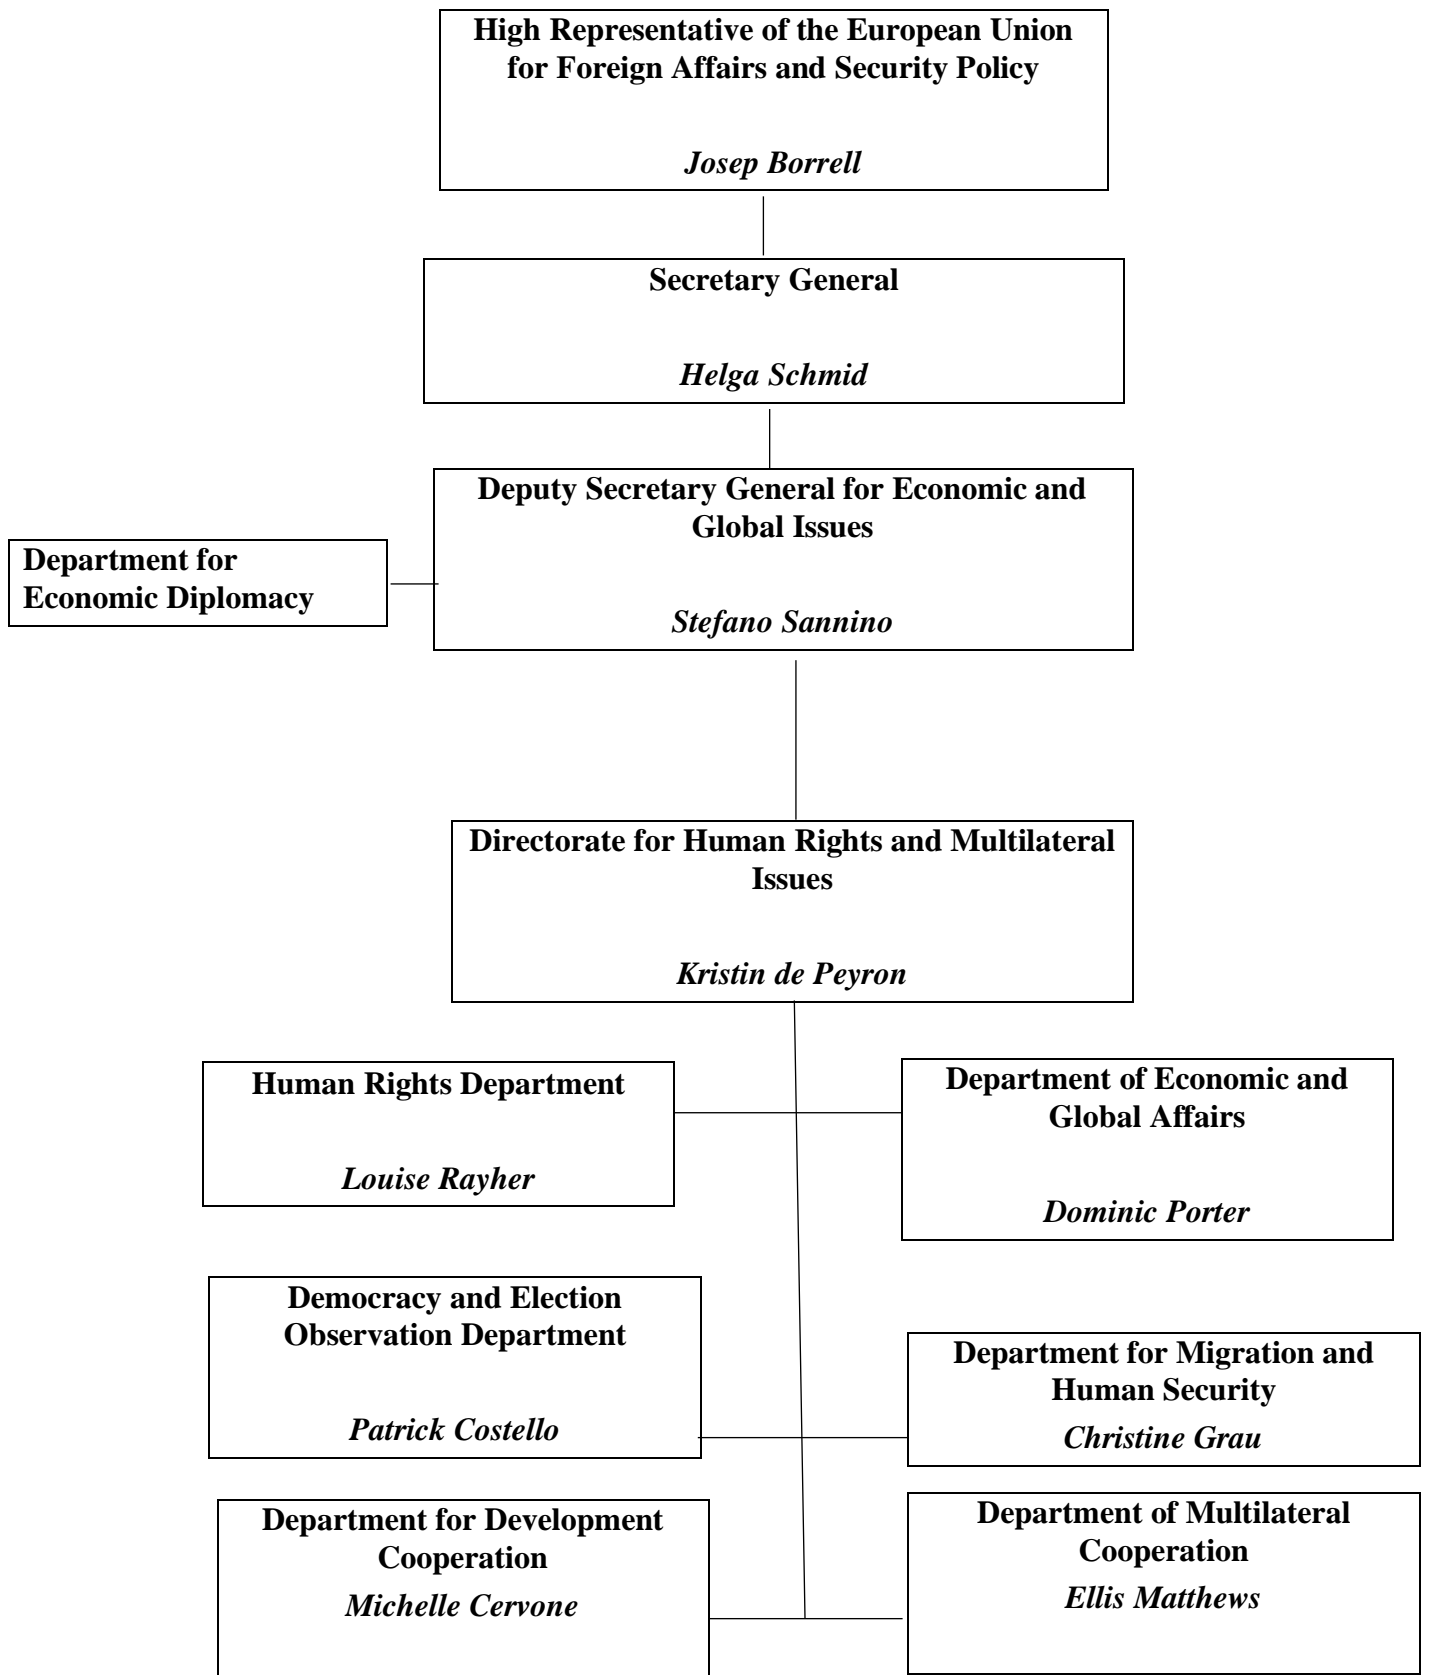 High Representative of the European Union
for Foreign Affairs and Security Policy
Josep Borrell
Secretary General
Helga Schmid
Deputy Secretary General for Economic and
Global Issues
Stefano Sannino
Department for
Economic Diplomacy
Directorate for Human Rights and Multilateral
Issues
Kristin de Peyron
Human Rights Department
Louise Rayher
Department of Economic and
Global Affairs
Dominic Porter
Democracy and Election
Observation Department
Patrick Costello
Department for Migration and
Human Security
Christine Grau
Department for Development
Cooperation
Michelle Cervone
Department of Multilateral
Cooperation
Ellis Matthews